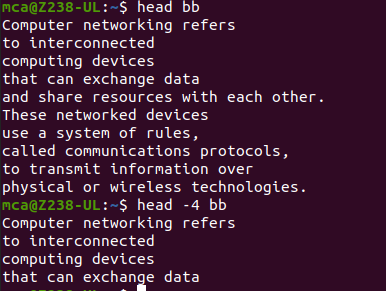 mca@Z238-UL:~$ head bb
Computer networking refers
to interconnected
computing devices
that can exchange data
and share resources with each other.
These networked devices
use a system of rules,
called communications protocols,
to transmit information over
physical or wireless technologies.
mca@Z238-UL:~$ head -4 bb
Computer networking refers
to interconnected
computing devices
that can exchange data